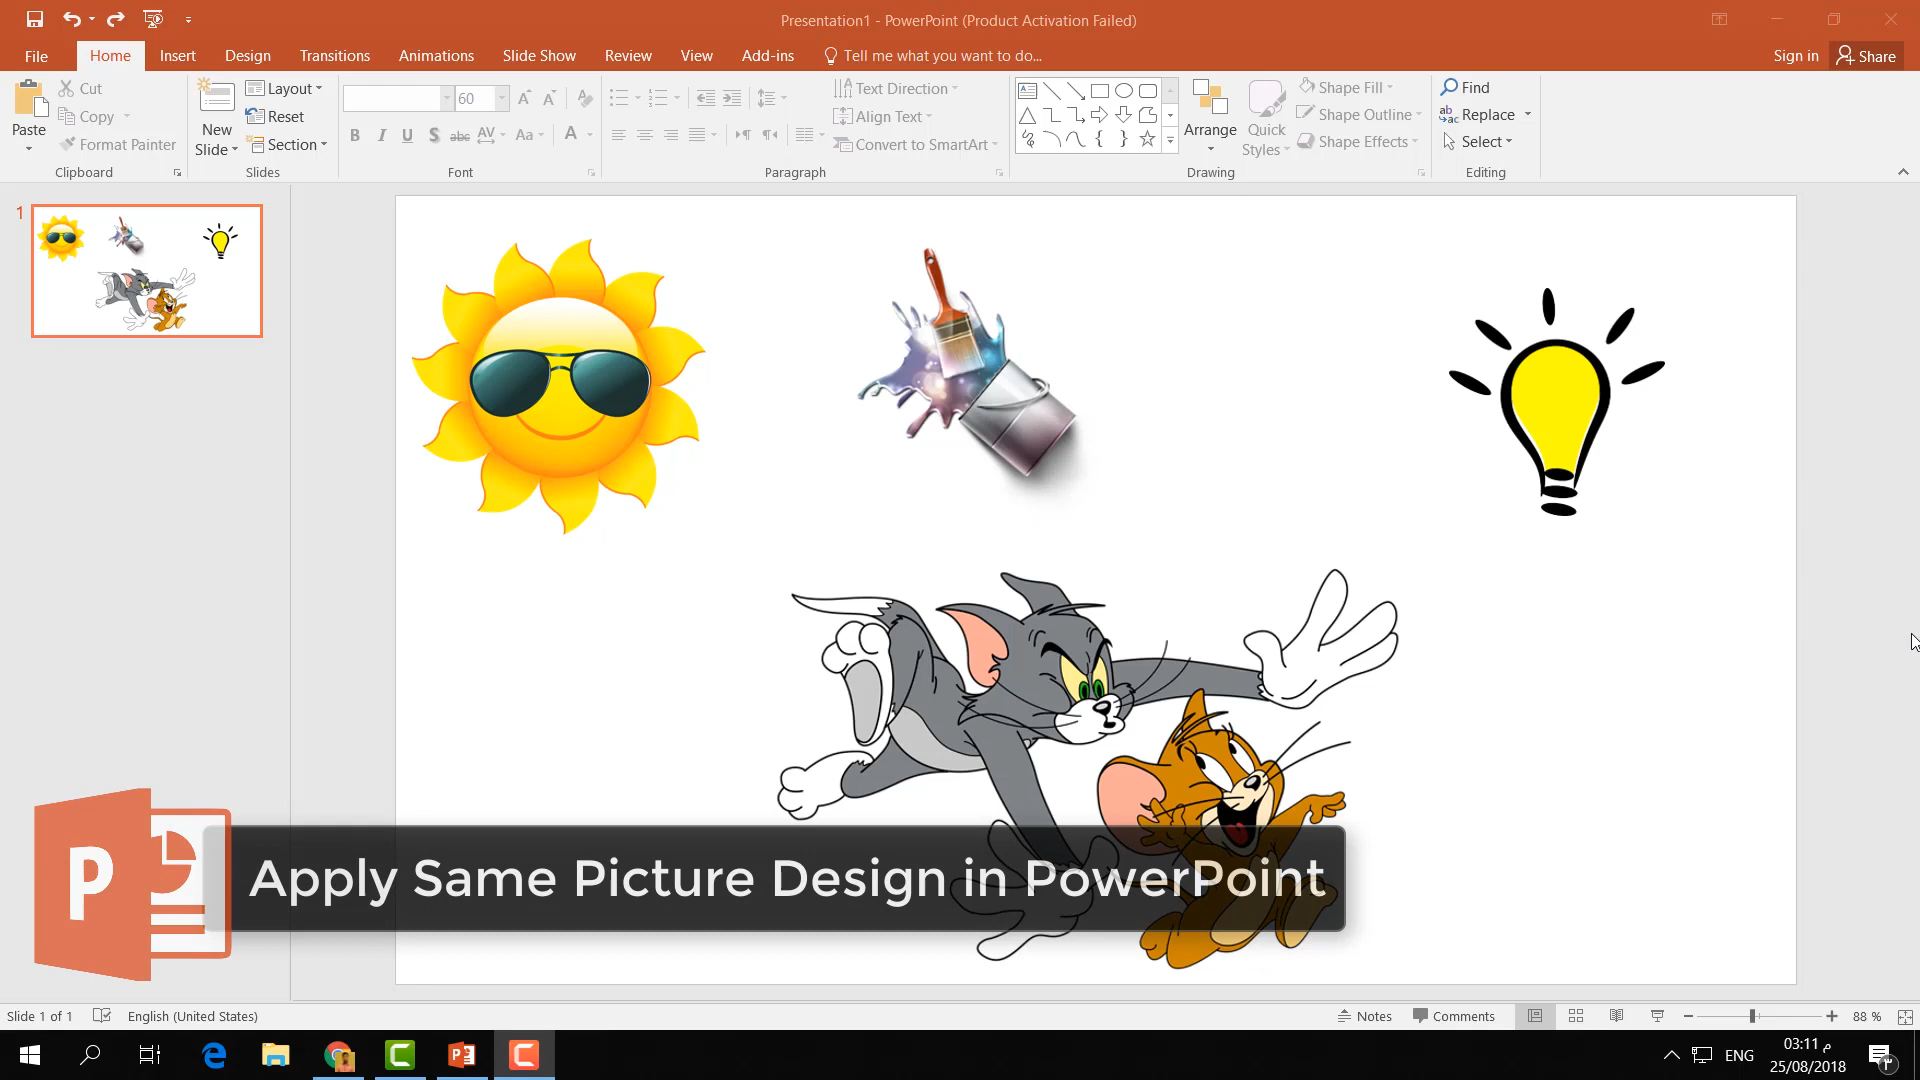 Presentation1 - PowerPoint (Product Activation Failed)
File Home Insert Design Transitions Animations Slide Show Review View Add-ins Tell me what you want to do... Sign in Share
Paste
Cut
Copy
Format Painter
Clipboard
New
Slide
Layout
Reset
Section
Slides
60
B I U S abc AV Aa A
Font
Text Direction
Align Text
Convert to SmartArt
Paragraph
Arrange
Quick
Styles
Shape Fill
Shape Outline
Shape Effects
Drawing
Find
Replace
Select
Editing
1
P
Apply Same Picture Design in PowerPoint
Slide 1 of 1 English (United States) Notes Comments 88 %
ENG
03:11 م
25/08/2018
٣